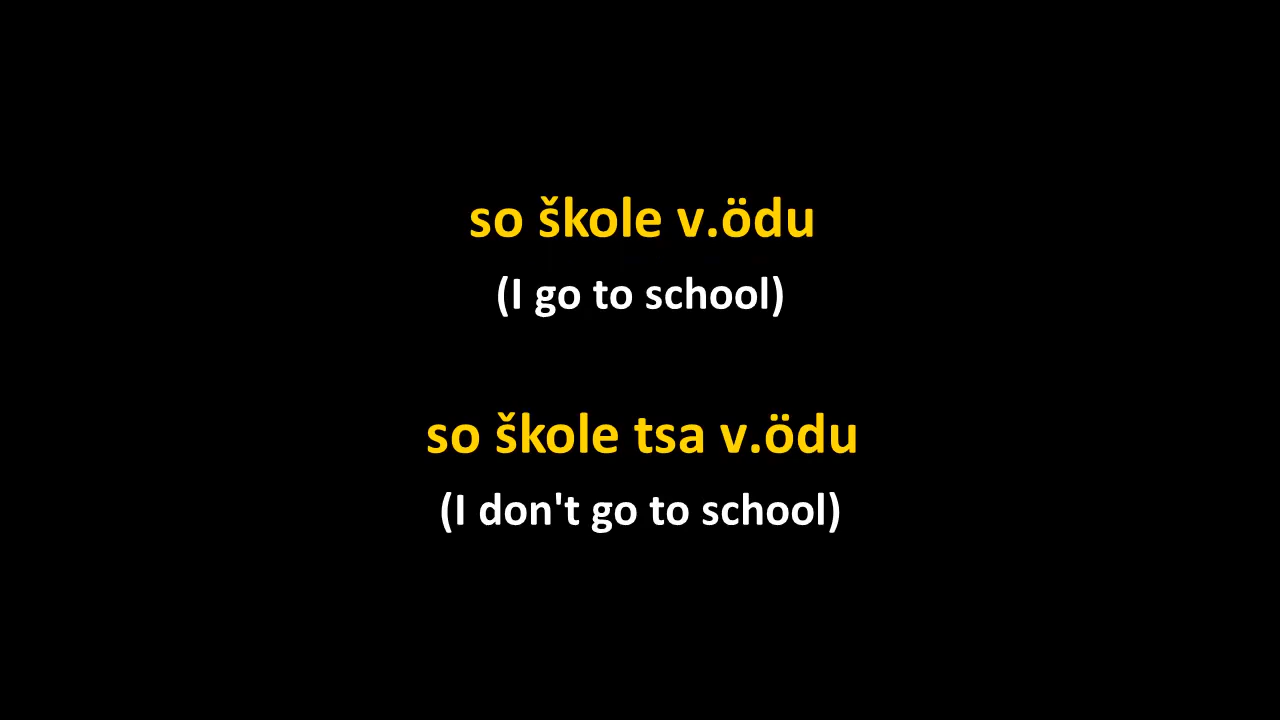 so škole v.ödu
(I go to school)
so škole tsa v.ödu
(I don't go to school)